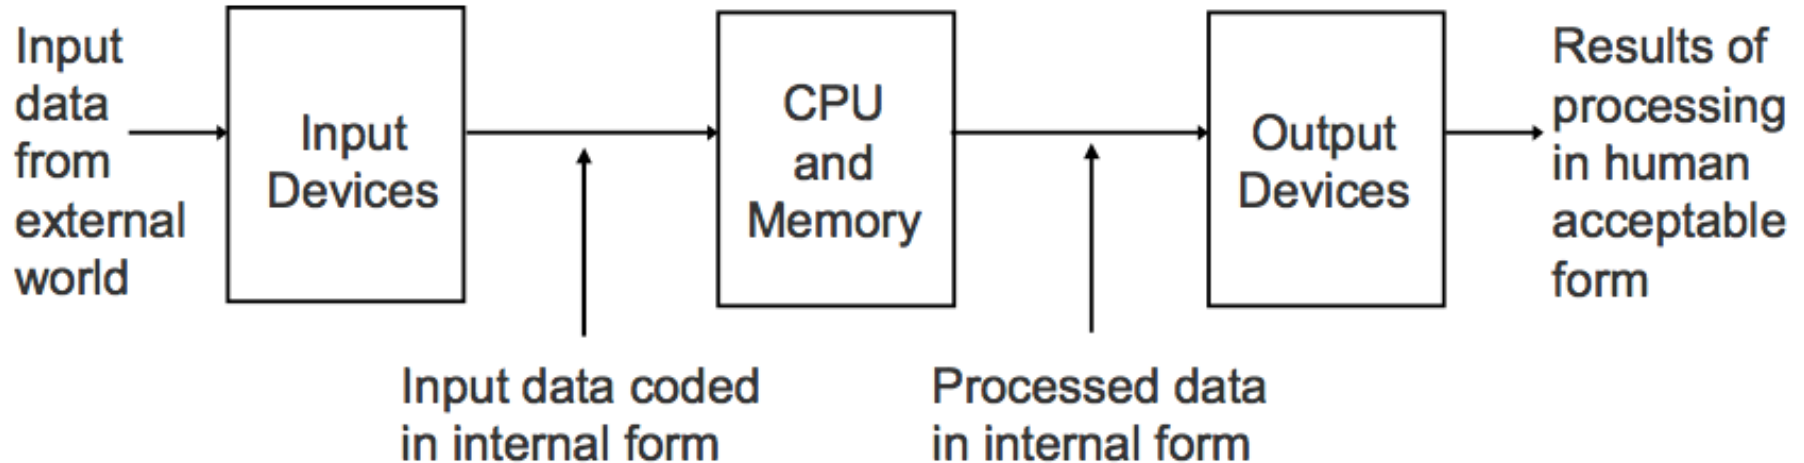 Input
data
from
external
world
Input
Devices
Input data coded
in internal form
CPU
and
Memory
Processed data
in internal form
Output
Devices
Results of
processing
in human
acceptable
form